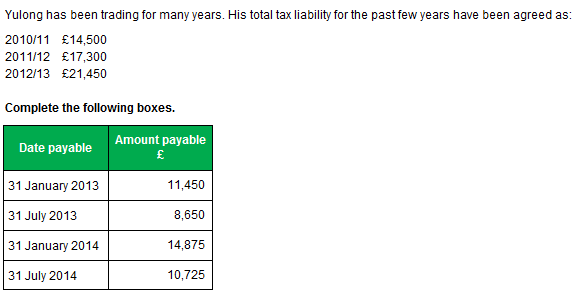 Yulong has been trading for many years. His total tax liability for the past few years have been agreed as:
2010/11 £14,500
2011/12 £17,300
2012/13 £21,450
Complete the following boxes.
Date payable Amount payable
£
31 January 2013 11,450
31 July 2013 8,650
31 January 2014 14,875
31 July 2014 10,725